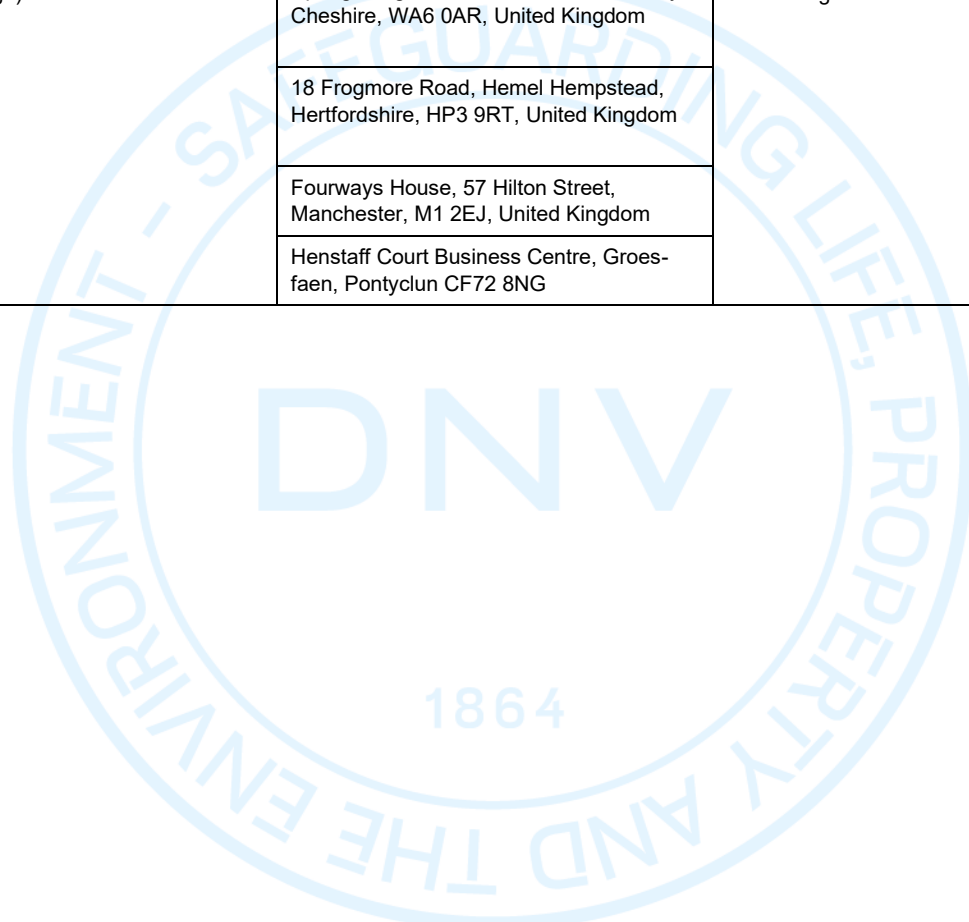 Cheshire, WA6 0AR, United Kingdom
18 Frogmore Road, Hemel Hempstead,
Hertfordshire, HP3 9RT, United Kingdom
Fourways House, 57 Hilton Street,
Manchester, M1 2EJ, United Kingdom
Henstaff Court Business Centre, Groes-
faen, Pontyclun CF72 8NG
SAFEGUARDING LIFE, PROPERTY AND THE ENVIRONMENT -
DNV
1864